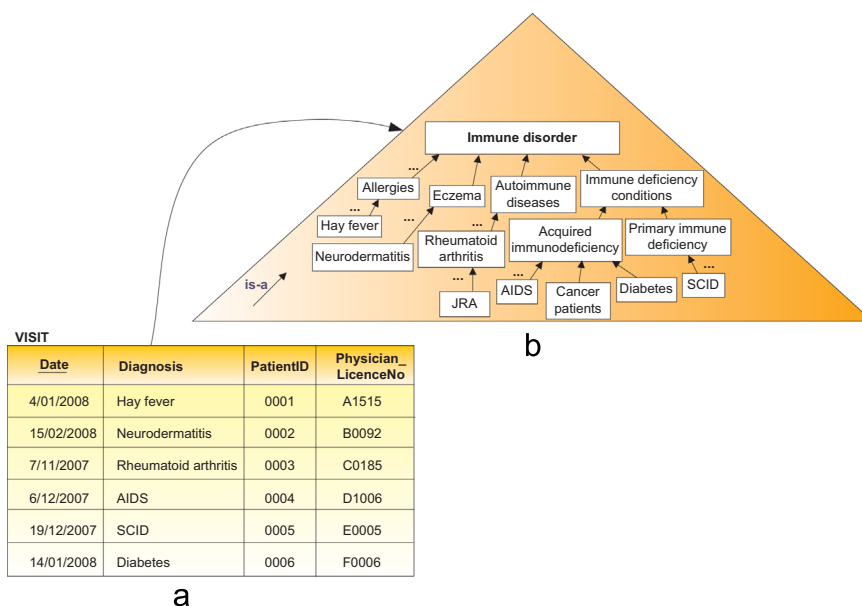 Immune disorder
...
Allergies
Eczema
Autoimmune
diseases
Immune deficiency
conditions
...
Hay fever
...
Neurodermatitis
...
Rheumatoid
arthritis
Acquired
immunodeficiency
Primary immune
deficiency
is-a
...
JRA
...
AIDS
Cancer
patients
Diabetes
...
SCID
b
VISIT
Date Diagnosis PatientID Physician_
LicenceNo
4/01/2008 Hay fever 0001 A1515
15/02/2008 Neurodermatitis 0002 B0092
7/11/2007 Rheumatoid arthritis 0003 C0185
6/12/2007 AIDS 0004 D1006
19/12/2007 SCID 0005 E0005
14/01/2008 Diabetes 0006 F0006
a